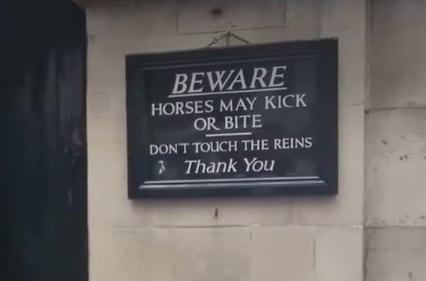 BEWARE
HORSES MAY KICK
OR BITE
DON'T TOUCH THE REINS
Thank You